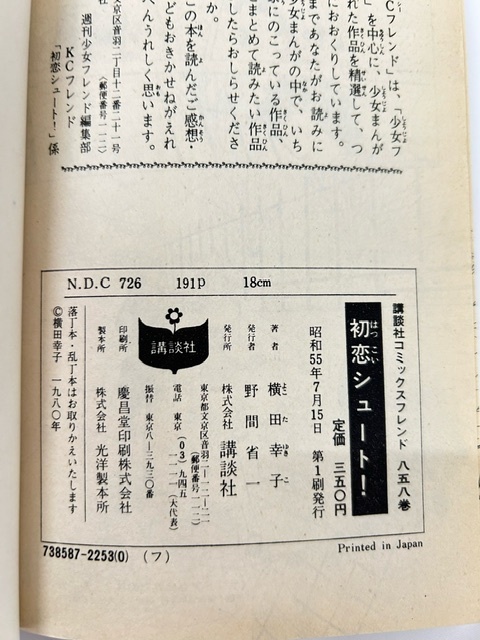 Cフレンド」は、「少女フ
」を中心に、少女まんが
れた作品を精選して、つ
におおくりしています。
まであなたがお読みに
少女まんがの中で、いち
にのこっている作品、
まとめて読みたい作品
したらおしらせくださ
か。
この本を読んだご感想・
どもおきかせねがえれ
へんうれしく思います。
京区音羽二丁目十二番二十一号
（郵便番号一一二）
社
週刊少女フレンド編集部
KCフレンド
「初恋シュート！」係
N.D.C 726 191p 18cm
講談社コミックスフレンド 八五八巻
初恋シュート！
定価 三五〇円
昭和55年7月15日 第1刷発行
著者 横田幸子
発行者 野間省一
発行所 株式会社 講談社
東京都文京区音羽二ー一二ー二一
（郵便番号一一二）
電話 東京（〇三）九四五ー一一一一（大代表）
振替 東京八ー三九三〇番
講談社
印刷所 慶昌堂印刷株式会社
製本所 株式会社 光洋製本所
落丁本・乱丁本はお取りかえいたします
©横田幸子 一九八〇年
738587-2253(0) (フ)
Printed in Japan